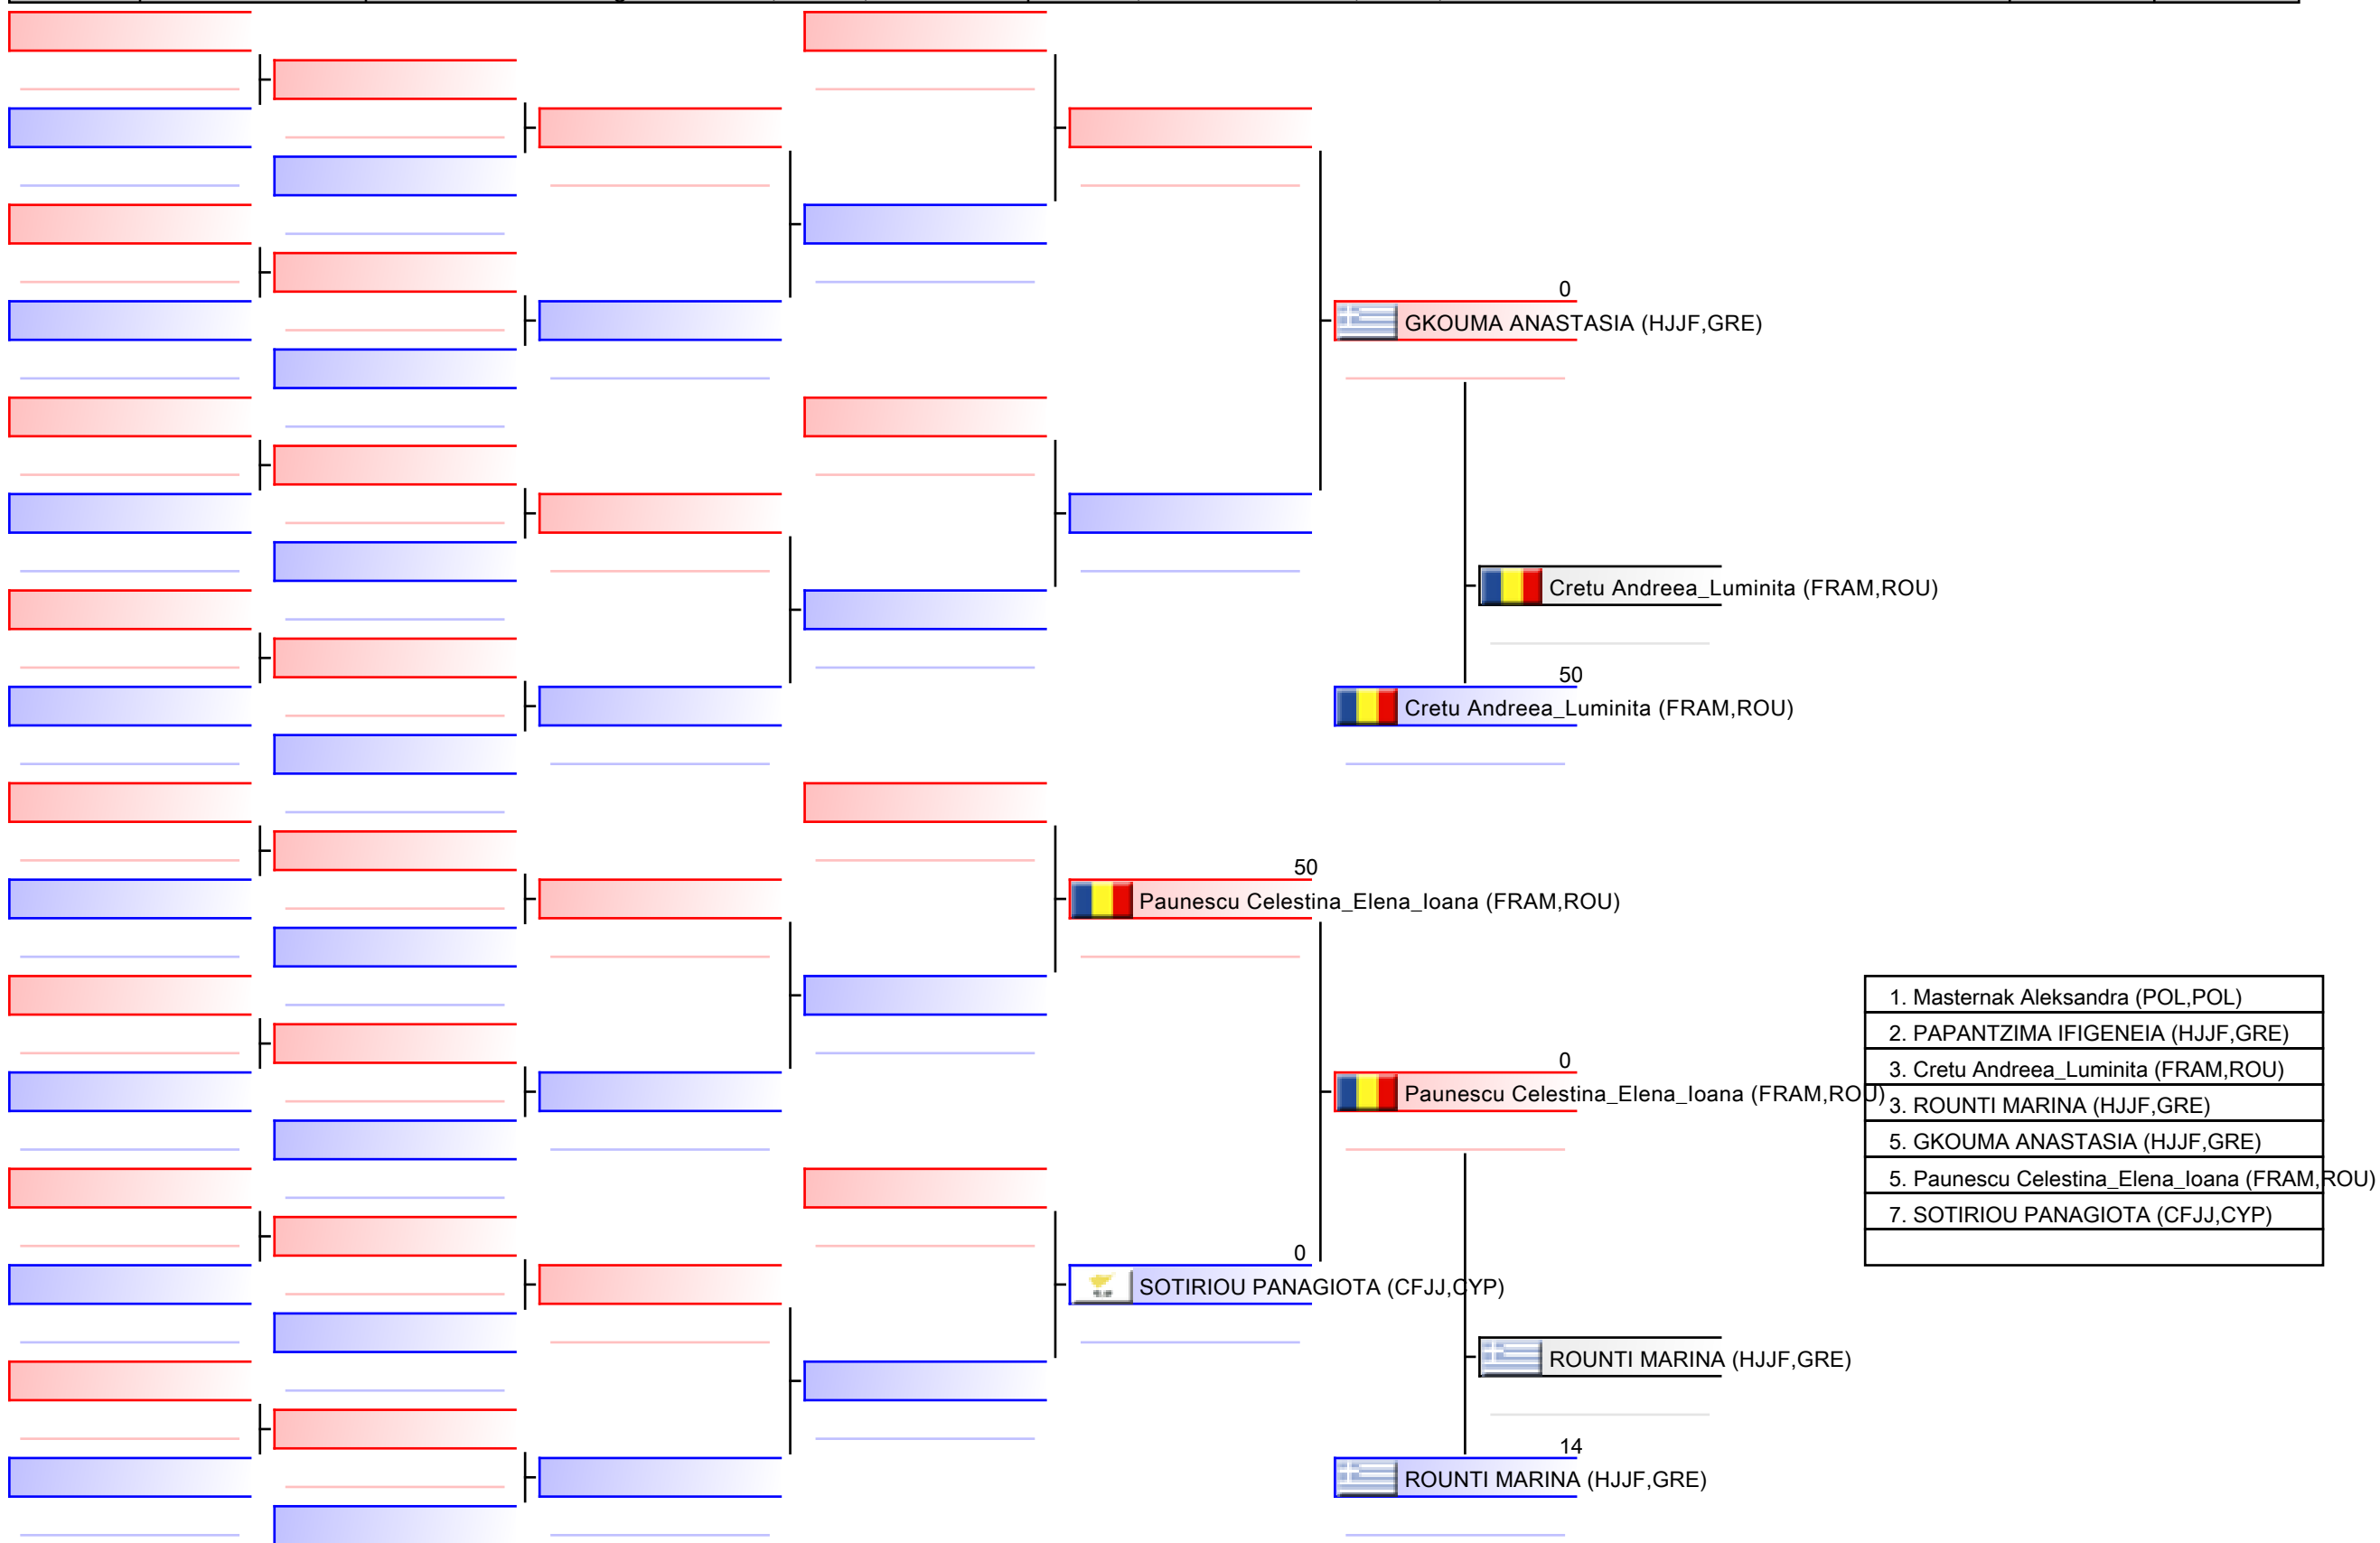 0
GKOUMA ANASTASIA (HJJF,GRE)
Cretu Andreea_Luminita (FRAM,ROU)
50
Cretu Andreea_Luminita (FRAM,ROU)
50
Paunescu Celestina_Elena_Ioana (FRAM,ROU)
0
Paunescu Celestina_Elena_Ioana (FRAM,ROU)
0
SOTIRIOU PANAGIOTA (CFJJ,CYP)
ROUNTI MARINA (HJJF,GRE)
14
ROUNTI MARINA (HJJF,GRE)
1. Masternak Aleksandra (POL,POL)
2. PAPANTZIMA IFIGENEIA (HJJF,GRE)
3. Cretu Andreea_Luminita (FRAM,ROU)
3. ROUNTI MARINA (HJJF,GRE)
5. GKOUMA ANASTASIA (HJJF,GRE)
5. Paunescu Celestina_Elena_Ioana (FRAM,ROU)
7. SOTIRIOU PANAGIOTA (CFJJ,CYP)